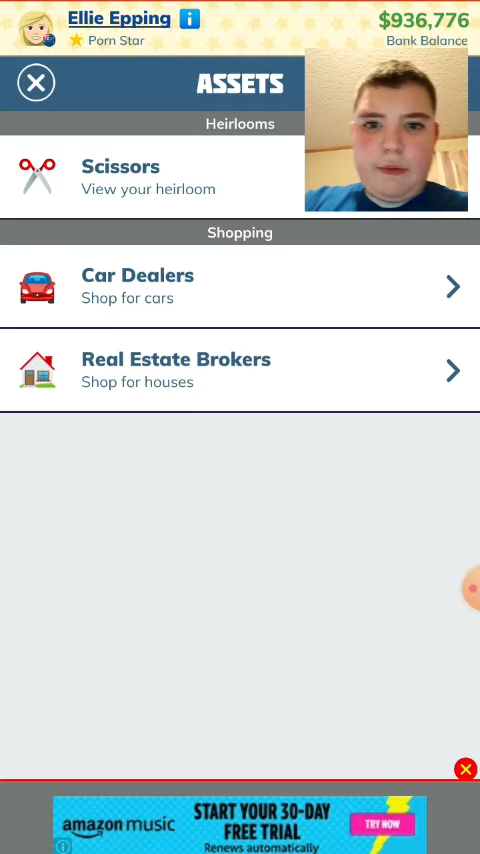 Ellie Epping i
$936,776
Porn Star
Bank Balance
ASSETS
Heirlooms
Scissors
View your heirloom
Shopping
Car Dealers
Shop for cars
Real Estate Brokers
Shop for houses
amazon music
START YOUR 30-DAY
FREE TRIAL
Renews automatically
TRY NOW